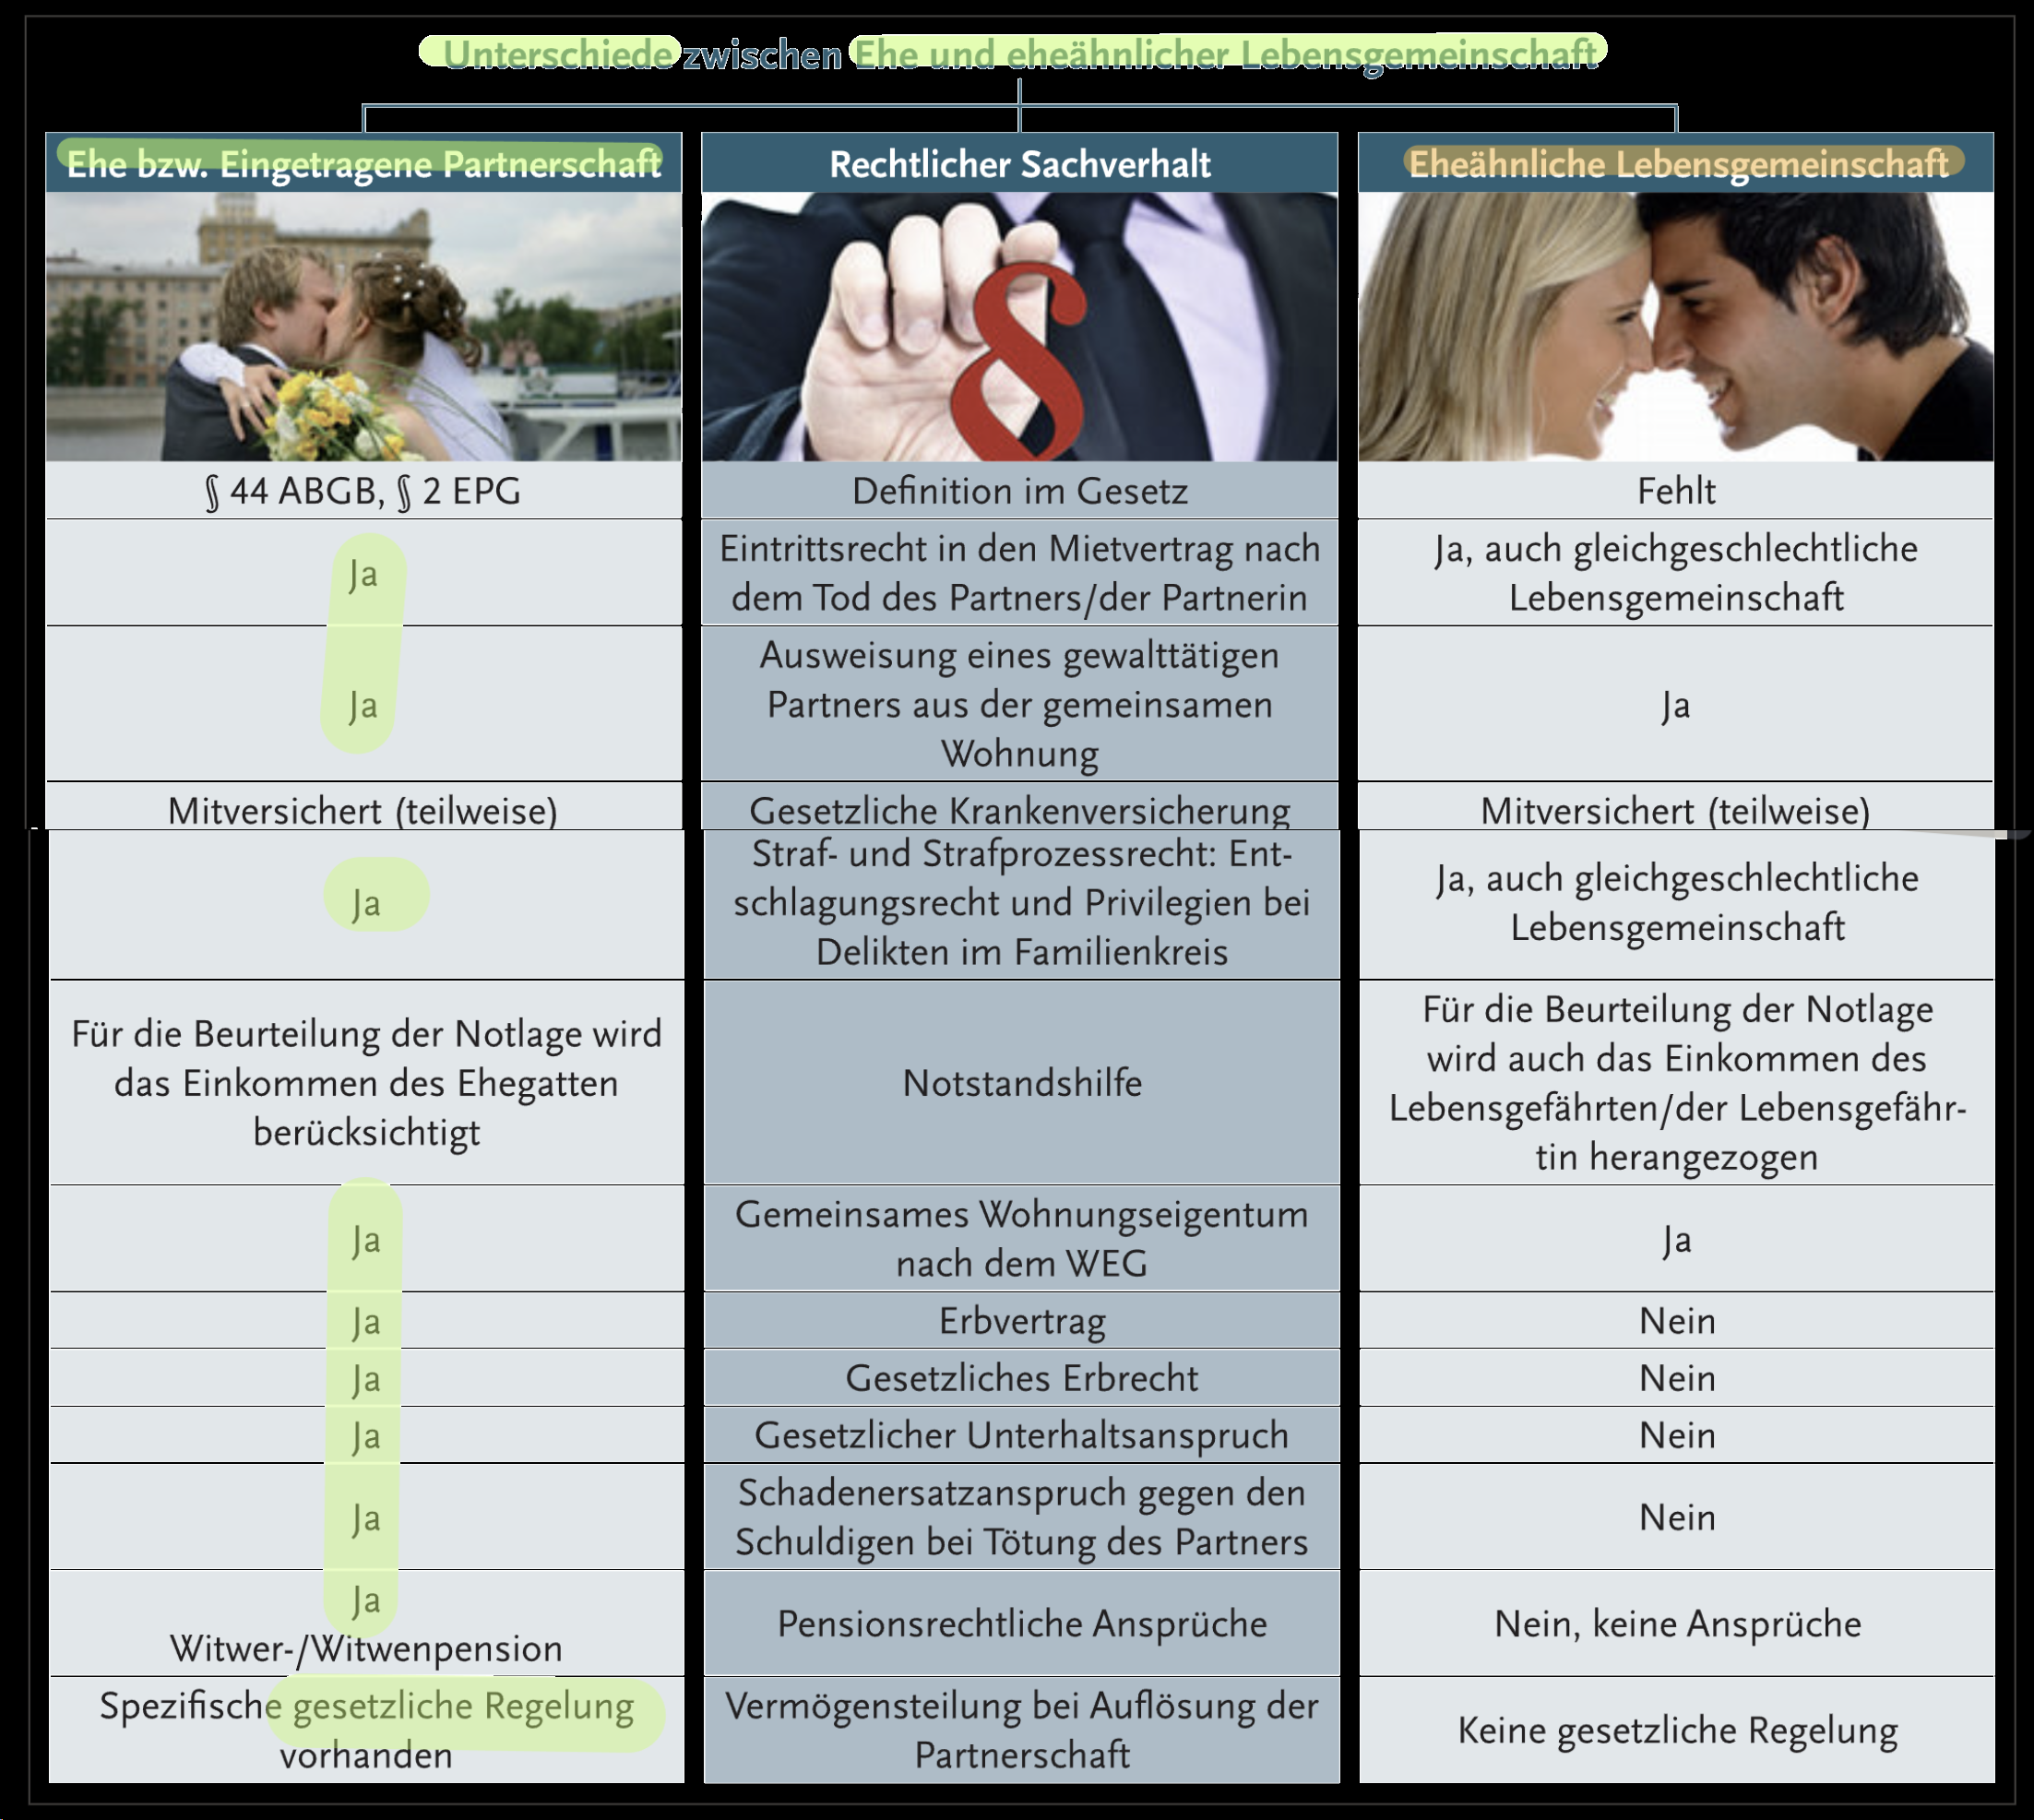 Unterschiede zwischen Ehe und eheähnlicher Lebensgemeinschaft
Ehe bzw. Eingetragene Partnerschaft
Rechtlicher Sachverhalt
Eheähnliche Lebensgemeinschaft
§ 44 ABGB, § 2 EPG
Definition im Gesetz
Fehlt
Ja
Eintrittsrecht in den Mietvertrag nach
dem Tod des Partners/der Partnerin
Ja, auch gleichgeschlechtliche
Lebensgemeinschaft
Ja
Ausweisung eines gewalttätigen
Partners aus der gemeinsamen
Wohnung
Ja
Mitversichert (teilweise)
Gesetzliche Krankenversicherung
Mitversichert (teilweise)
Ja
Straf- und Strafprozessrecht: Ent-
schlagungsrecht und Privilegien bei
Delikten im Familienkreis
Ja, auch gleichgeschlechtliche
Lebensgemeinschaft
Für die Beurteilung der Notlage wird
das Einkommen des Ehegatten
berücksichtigt
Notstandshilfe
Für die Beurteilung der Notlage
wird auch das Einkommen des
Lebensgefährten/der Lebensgefähr-
tin herangezogen
Ja
Gemeinsames Wohnungseigentum
nach dem WEG
Ja
Ja
Erbvertrag
Nein
Ja
Gesetzliches Erbrecht
Nein
Ja
Gesetzlicher Unterhaltsanspruch
Nein
Ja
Schadenersatzanspruch gegen den
Schuldigen bei Tötung des Partners
Nein
Ja
Witwer-/Witwenpension
Pensionsrechtliche Ansprüche
Nein, keine Ansprüche
Spezifische gesetzliche Regelung
vorhanden
Vermögensteilung bei Auflösung der
Partnerschaft
Keine gesetzliche Regelung